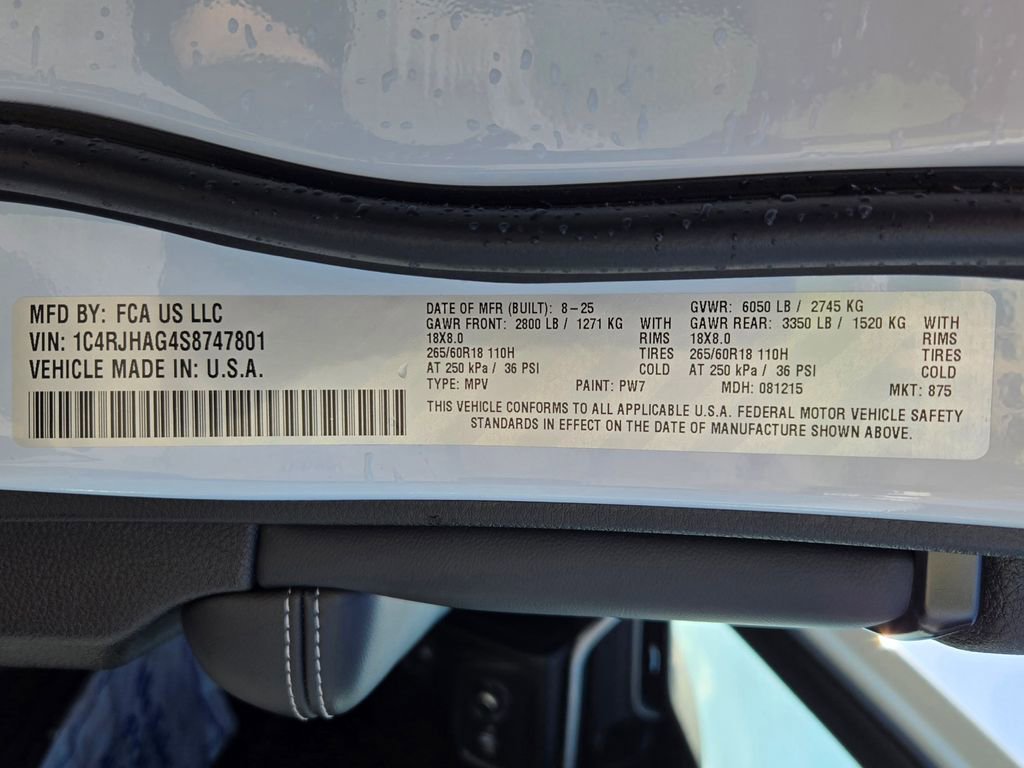 MFD BY: FCA US LLC
VIN: 1C4RJHAG4S8747801
VEHICLE MADE IN: U.S.A.
DATE OF MFR (BUILT): 8-25
GAWR FRONT: 2800 LB / 1271 KG WITH
18X8.0 RIMS
265/60R18 110H TIRES
AT 250 kPa / 36 PSI COLD
TYPE: MPV PAINT: PW7
GVWR: 6050 LB / 2745 KG
GAWR REAR: 3350 LB / 1520 KG WITH
18X8.0 RIMS
265/60R18 110H TIRES
AT 250 kPa / 36 PSI COLD
MDH: 081215 MKT: 875
THIS VEHICLE CONFORMS TO ALL APPLICABLE U.S.A. FEDERAL MOTOR VEHICLE SAFETY
STANDARDS IN EFFECT ON THE DATE OF MANUFACTURE SHOWN ABOVE.